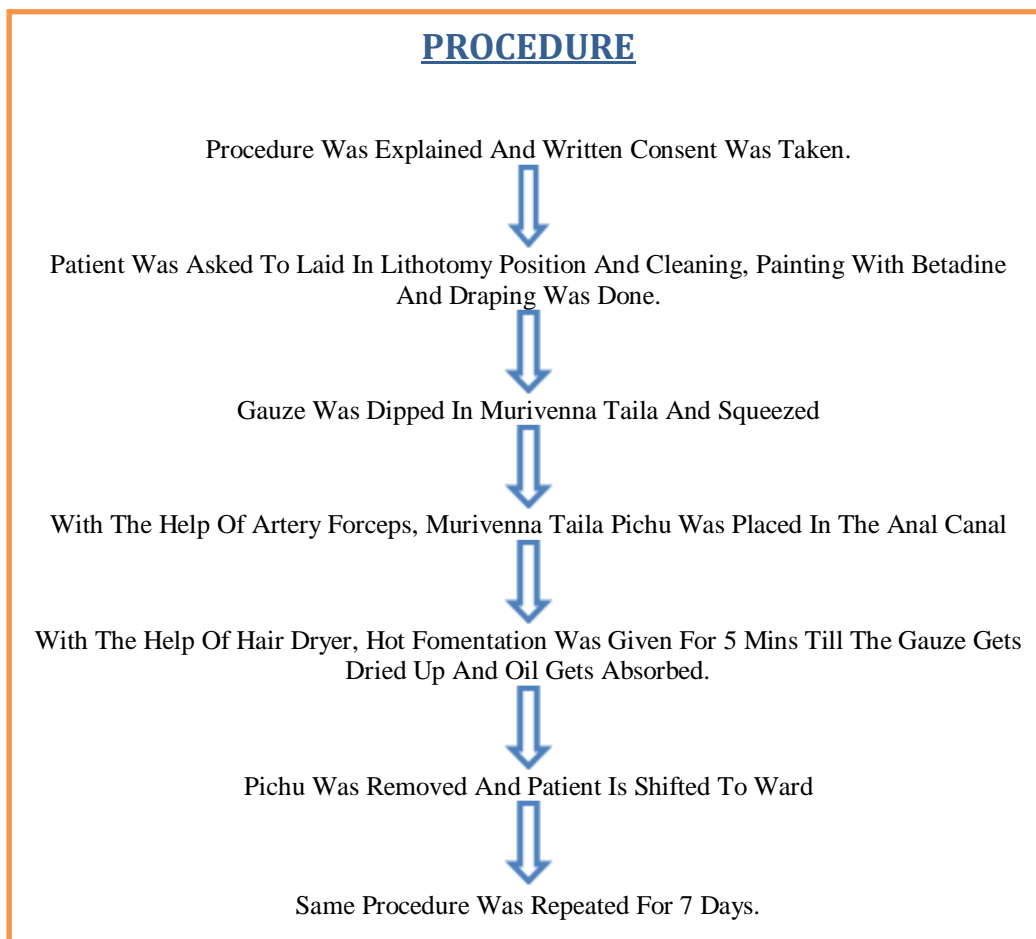 PROCEDURE
Procedure Was Explained And Written Consent Was Taken.
Patient Was Asked To Laid In Lithotomy Position And Cleaning, Painting With Betadine
And Draping Was Done.
Gauze Was Dipped In Murivenna Taila And Squeezed
With The Help Of Artery Forceps, Murivenna Taila Pichu Was Placed In The Anal Canal
With The Help Of Hair Dryer, Hot Fomentation Was Given For 5 Mins Till The Gauze Gets
Dried Up And Oil Gets Absorbed.
Pichu Was Removed And Patient Is Shifted To Ward
Same Procedure Was Repeated For 7 Days.